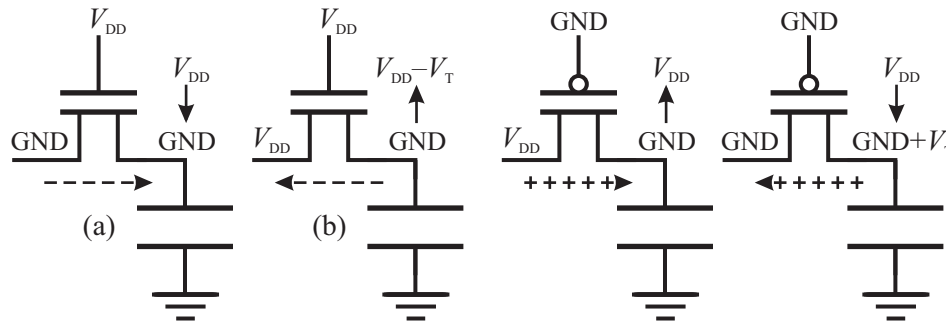 V_DD V_DD GND GND
V_DD V_DD−V_T V_DD V_DD
GND GND V_DD GND V_DD GND GND GND+V
− − − − − − − − − − + + + + + + + + + +
(a) (b)